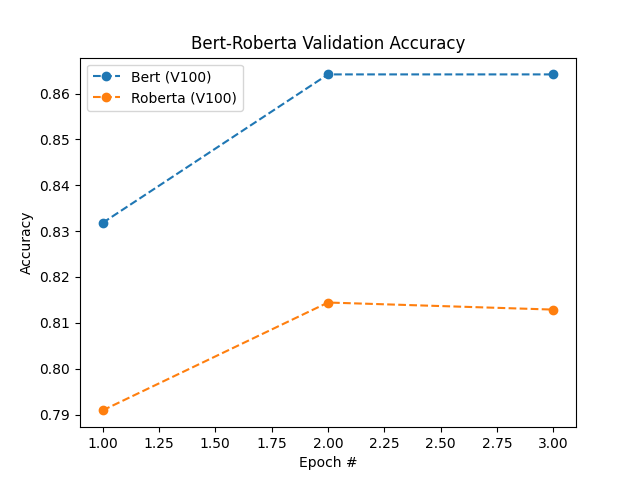 Bert-Roberta Validation Accuracy
Bert (V100)
Roberta (V100)
0.86
0.85
0.84
0.83
0.82
0.81
0.80
0.79
Accuracy
1.00 1.25 1.50 1.75 2.00 2.25 2.50 2.75 3.00
Epoch #